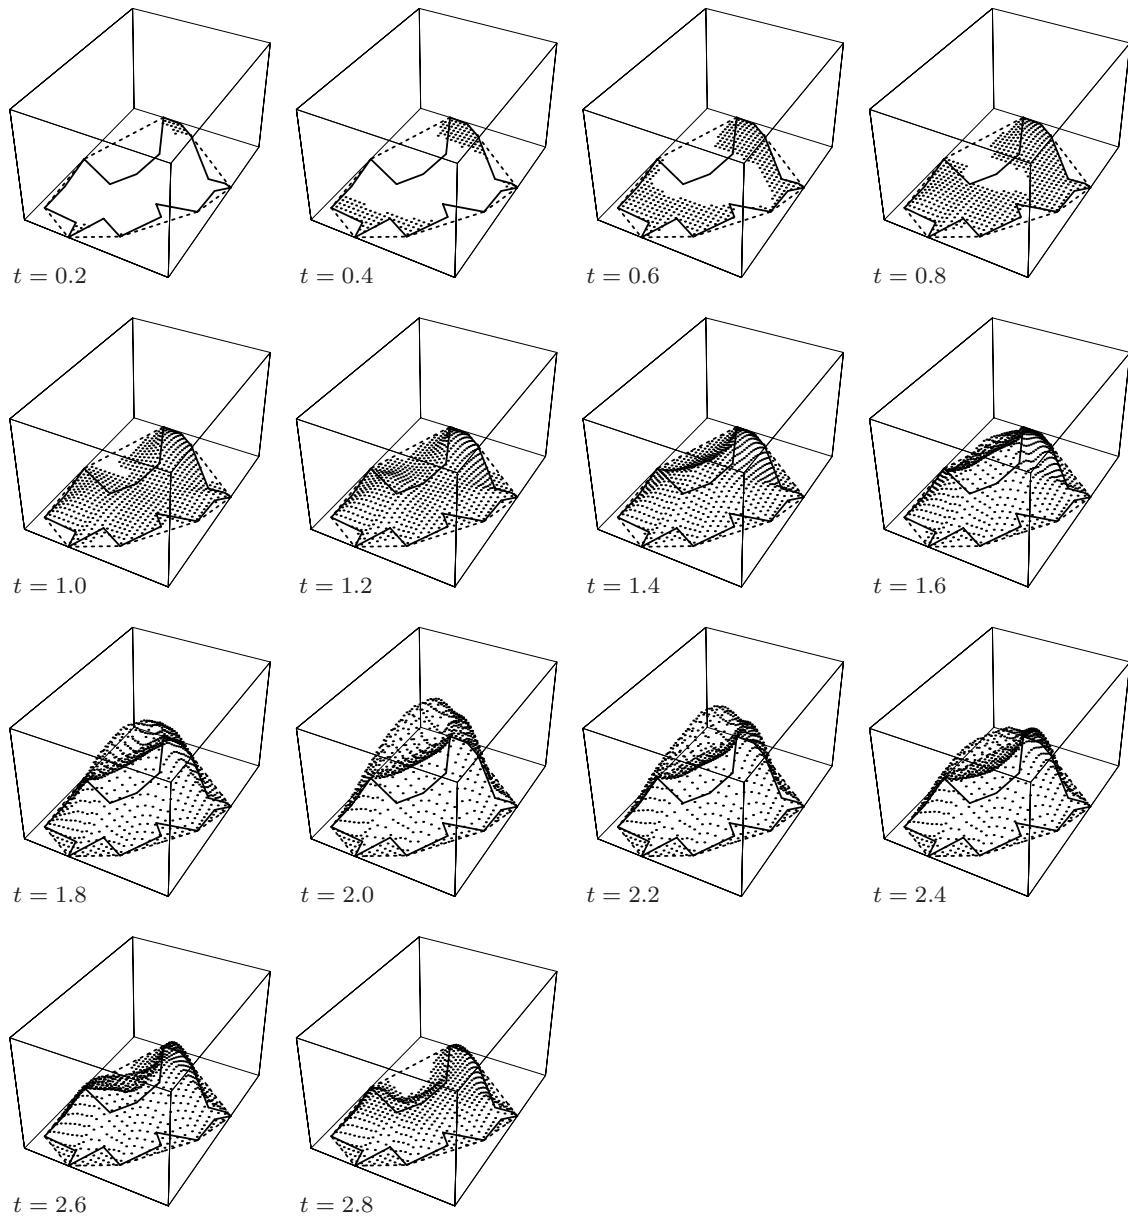 t = 0.2
t = 0.4
t = 0.6
t = 0.8
t = 1.0
t = 1.2
t = 1.4
t = 1.6
t = 1.8
t = 2.0
t = 2.2
t = 2.4
t = 2.6
t = 2.8